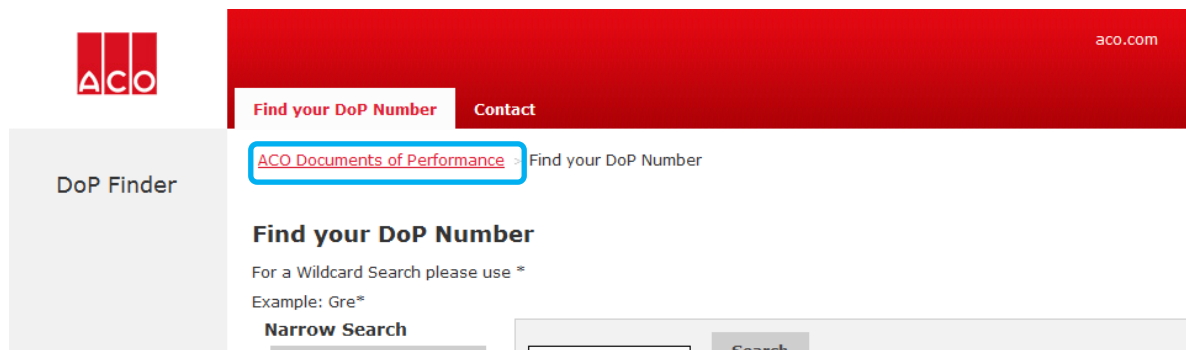 ACO
aco.com
Find your DoP Number Contact
ACO Documents of Performance > Find your DoP Number
DoP Finder
Find your DoP Number
For a Wildcard Search please use *
Example: Gre*
Narrow Search
Search